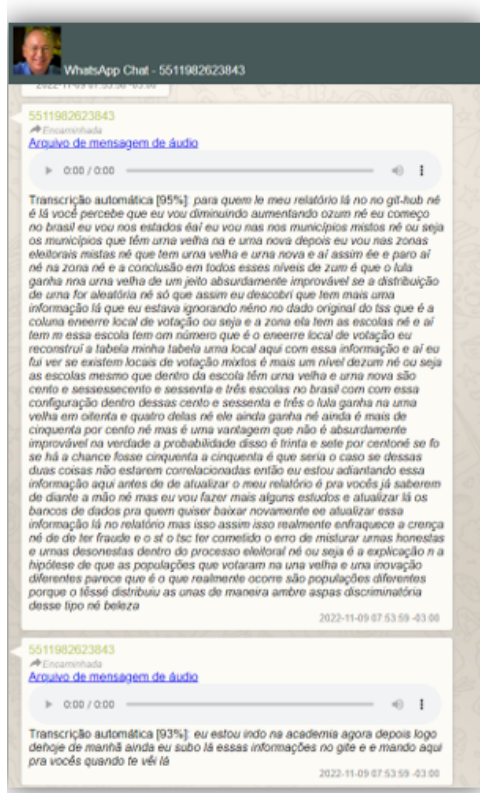 WhatsApp Chat - 5511982623843
2022-11-09 07:53:58 -03:00
5511982623843
Encaminhada
Arquivo de mensagem de áudio
0:00 / 0:00
Transcrição automática [95%]: para quem le meu relatório lá no no git-hub né
é lá você percebe que eu vou diminuindo aumentando ozum né eu começo
no brasil eu vou nos estados éaí eu vou nas nos municípios mistos né ou seja
os municípios que têm urna velha na e uma nova depois eu vou nas zonas
eleitorais mistas né que tem urna velha e urna nova e aí assim ée e paro aí
né na zona né e a conclusão em todos esses níveis de zum é que o lula
ganha nna urna velha de um jeito absurdamente improvável se a distribuição
de urna for aleatória né só que assim eu descobri que tem mais uma
informação lá que eu estava ignorando néno no dado original do tss que é a
coluna eneerre local de votação ou seja e a zona ela tem as escolas né e aí
tem m essa escola tem om número que é o eneerre local de votação eu
reconstruí a tabela minha tabela urna local aqui com essa informação e aí eu
fui ver se existem locais de votação mixtos é mais um nível dezum né ou seja
as escolas mesmo que dentro da escola têm urna velha e urna nova são
cento e sessessecento e sessenta e três escolas no brasil com com essa
configuração dentro dessas cento e sessenta e três o lula ganha na uma
velha em oitenta e quatro delas né ele ainda ganha né ainda é mais de
cinquenta por cento né mas é uma vantagem que não é absurdamente
improvável na verdade a probabilidade disso é trinta e sete por centoné se fo
se há a chance fosse cinquenta a cinquenta é que seria o caso se dessas
duas coisas não estarem correlacionadas então eu estou adiantando essa
informação aqui antes de de atualizar o meu relatório é pra vocês já saberem
de diante a mão né mas eu vou fazer mais alguns estudos e atualizar lá os
bancos de dados pra quem quiser baixar novamente ee atualizar essa
informação lá no relatório mas isso assim isso realmente enfraquece a crença
né de de ter fraude e o st o tsc ter cometido o erro de misturar urnas honestas
e urnas desonestas dentro do processo eleitoral né ou seja é a explicação n a
hipótese de que as populações que votaram na una velha e uma inovação
diferentes parece que é o que realmente ocorre são populações diferentes
porque o têssé distribuiu as unas de maneira ambre aspas discriminatória
desse tipo né beleza
2022-11-09 07:53:59 -03:00
5511982623843
Encaminhada
Arquivo de mensagem de áudio
0:00 / 0:00
Transcrição automática [93%]: eu estou indo na academia agora depois logo
dehoje de manhã ainda eu subo lá essas informações no gite e e mando aqui
pra vocês quando te vêi lá
2022-11-09 07:53:59 -03:00